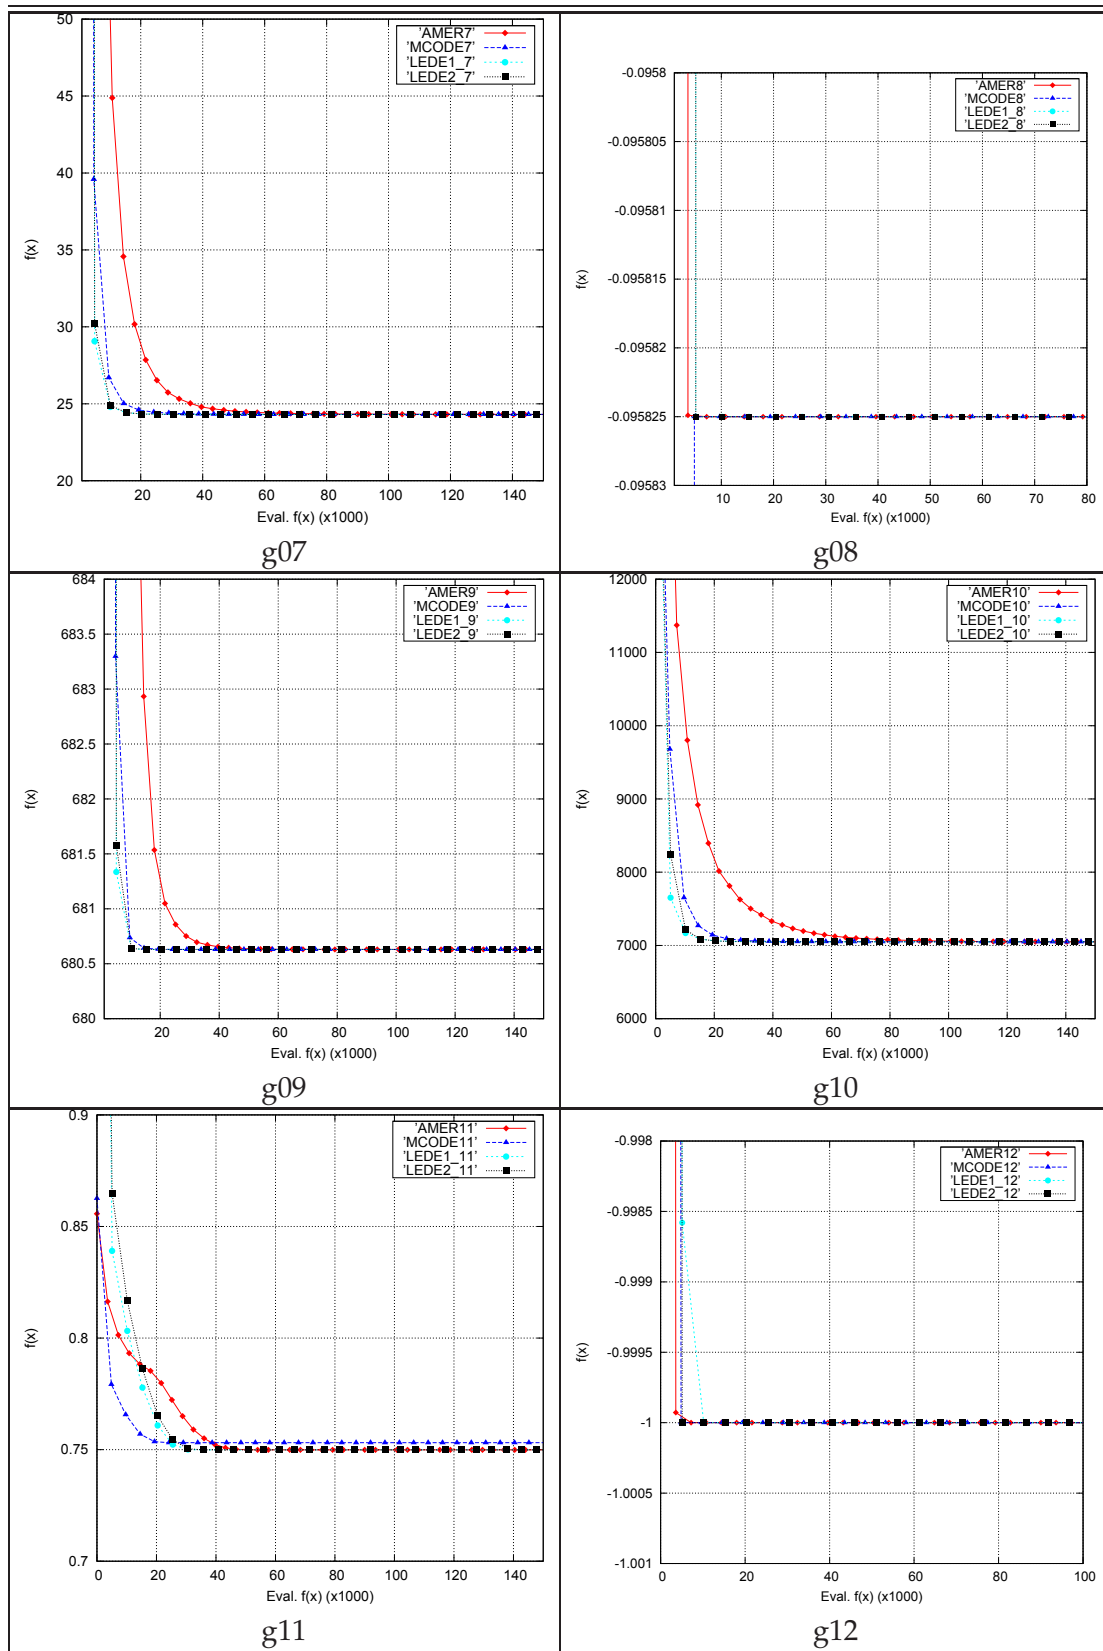 50
45
40
35
30
25
20
f(x)
20 40 60 80 100 120 140
Eval. f(x) (x1000)
'AMER7'
'MCODE7'
'LEDE1_7'
'LEDE2_7'
g07
-0.0958
-0.095805
-0.09581
-0.095815
-0.09582
-0.095825
-0.09583
f(x)
10 20 30 40 50 60 70 80
Eval. f(x) (x1000)
'AMER8'
'MCODE8'
'LEDE1_8'
'LEDE2_8'
g08
684
683.5
683
682.5
682
681.5
681
680.5
680
f(x)
20 40 60 80 100 120 140
Eval. f(x) (x1000)
'AMER9'
'MCODE9'
'LEDE1_9'
'LEDE2_9'
g09
12000
11000
10000
9000
8000
7000
6000
f(x)
0 20 40 60 80 100 120 140
Eval. f(x) (x1000)
'AMER10'
'MCODE10'
'LEDE1_10'
'LEDE2_10'
g10
0.9
0.85
0.8
0.75
0.7
f(x)
0 20 40 60 80 100 120 140
Eval. f(x) (x1000)
'AMER11'
'MCODE11'
'LEDE1_11'
'LEDE2_11'
g11
-0.998
-0.9985
-0.999
-0.9995
-1
-1.0005
-1.001
f(x)
0 20 40 60 80 100
Eval. f(x) (x1000)
'AMER12'
'MCODE12'
'LEDE1_12'
'LEDE2_12'
g12